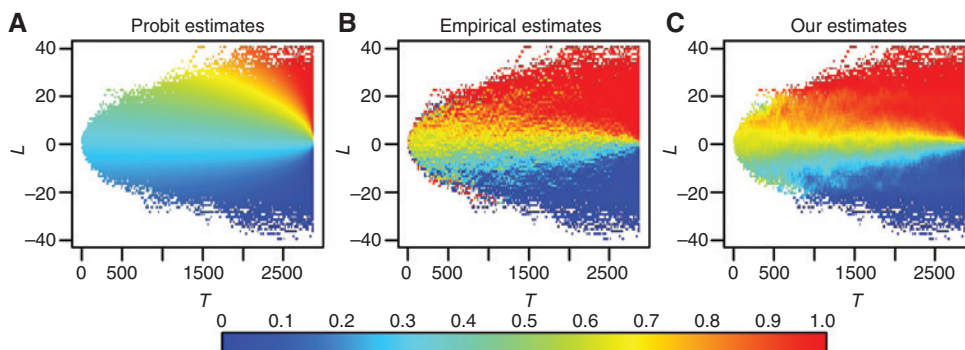 A Probit estimates B Empirical estimates C Our estimates
40 40 40
20 20 20
L 0 L 0 L 0
–20 –20 –20
–40 –40 –40
0 500 1500 2500 0 500 1500 2500 0 500 1500 2500
T T T
0 0.1 0.2 0.3 0.4 0.5 0.6 0.7 0.8 0.9 1.0